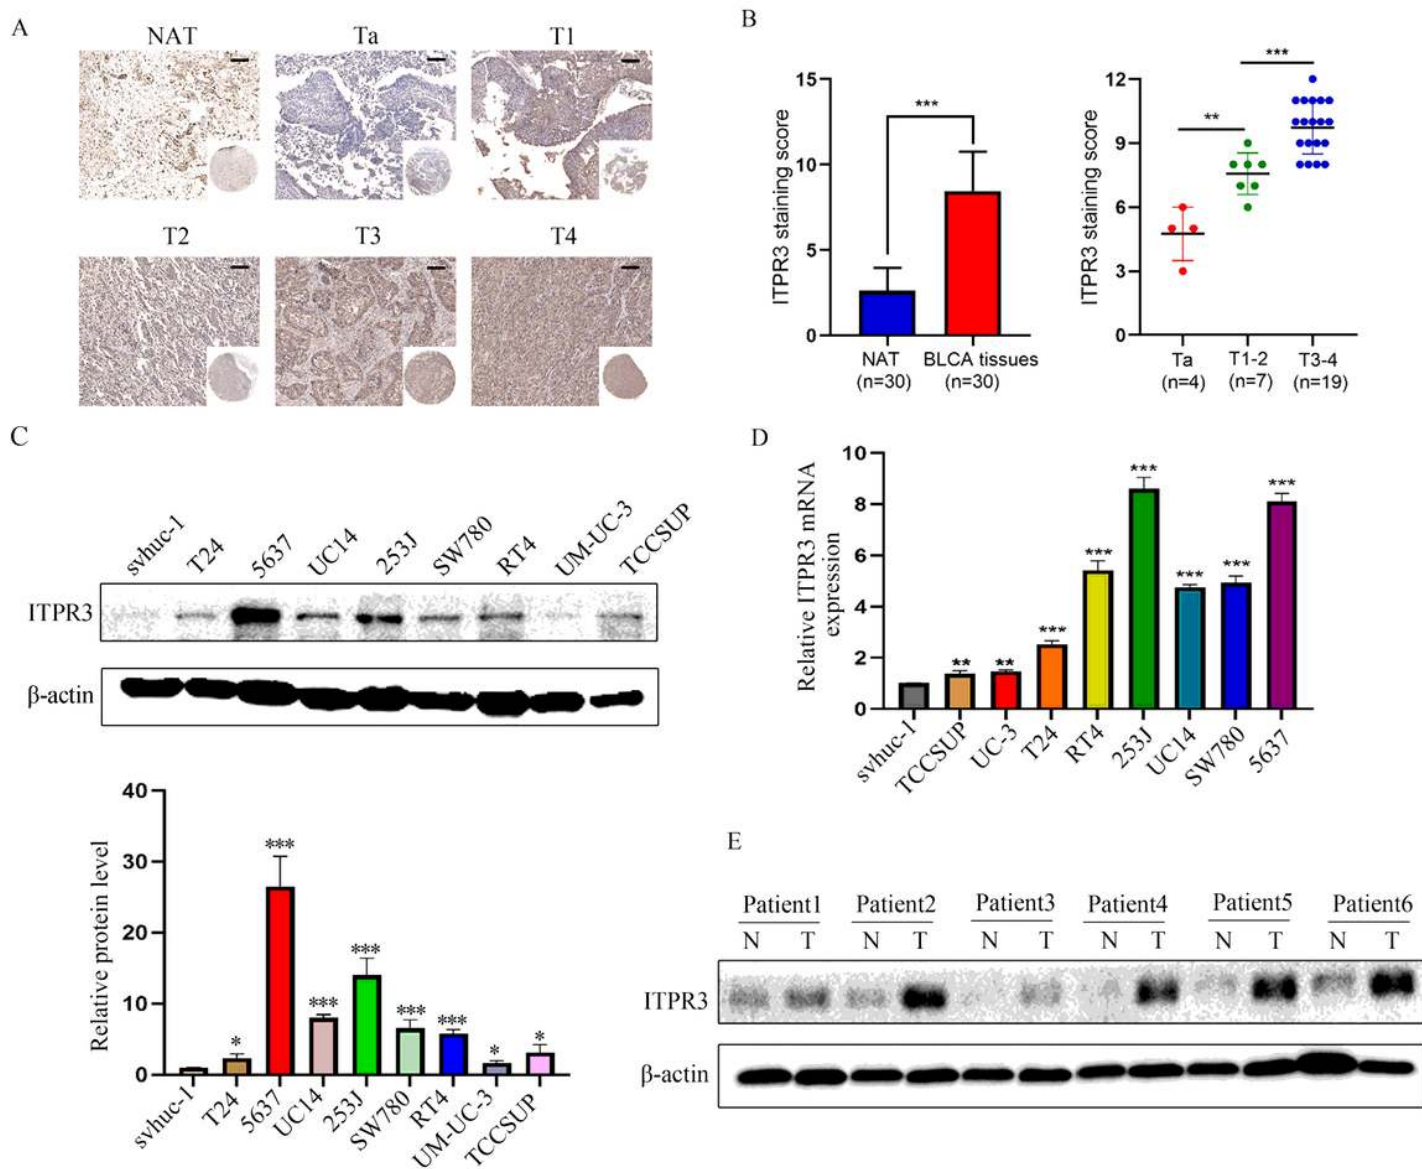 A
NAT Ta T1
T2 T3 T4
B
ITPR3 staining score
15
10
5
0
***
NAT
(n=30)
BLCA tissues
(n=30)
ITPR3 staining score
12
9
6
3
0
**
***
Ta
(n=4)
T1-2
(n=7)
T3-4
(n=19)
C
svhuc-1 T24 5637 UC14 253J SW780 RT4 UM-UC-3 TCCSUP
ITPR3
β-actin
Relative protein level
40
30
20
10
0
* *** *** *** *** *** * *
svhuc-1 T24 5637 UC14 253J SW780 RT4 UM-UC-3 TCCSUP
D
Relative ITPR3 mRNA
expression
10
8
6
4
2
0
** ** *** *** *** *** *** ***
svhuc-1 TCCSUP UC-3 T24 RT4 253J UC14 SW780 5637
E
Patient1 Patient2 Patient3 Patient4 Patient5 Patient6
N T N T N T N T N T N T
ITPR3
β-actin